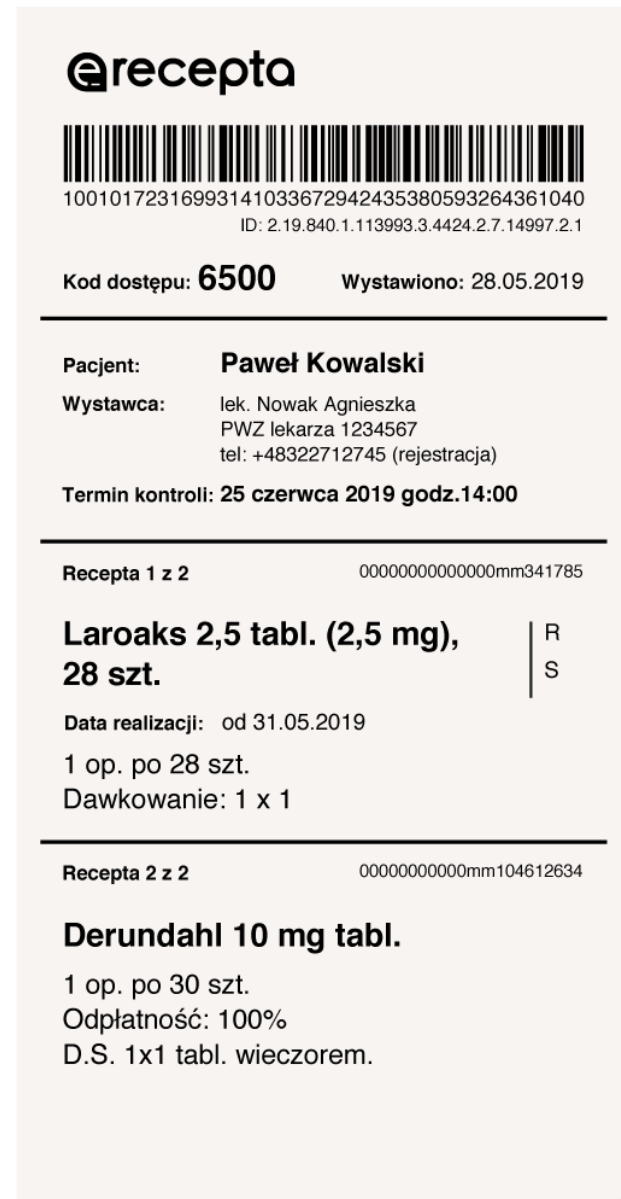 erecepta
10010172316993141033672942435380593264361040
ID: 2.19.840.1.113993.3.4424.2.7.14997.2.1
Kod dostępu: 6500 Wystawiono: 28.05.2019
Pacjent: Paweł Kowalski
Wystawca: lek. Nowak Agnieszka
PWZ lekarza 1234567
tel: +48322712745 (rejestracja)
Termin kontroli: 25 czerwca 2019 godz.14:00
Recepta 1 z 2 00000000000000mm341785
Laroaks 2,5 tabl. (2,5 mg), R
28 szt. S
Data realizacji: od 31.05.2019
1 op. po 28 szt.
Dawkowanie: 1 x 1
Recepta 2 z 2 00000000000mm104612634
Derundahl 10 mg tabl.
1 op. po 30 szt.
Odpłatność: 100%
D.S. 1x1 tabl. wieczorem.